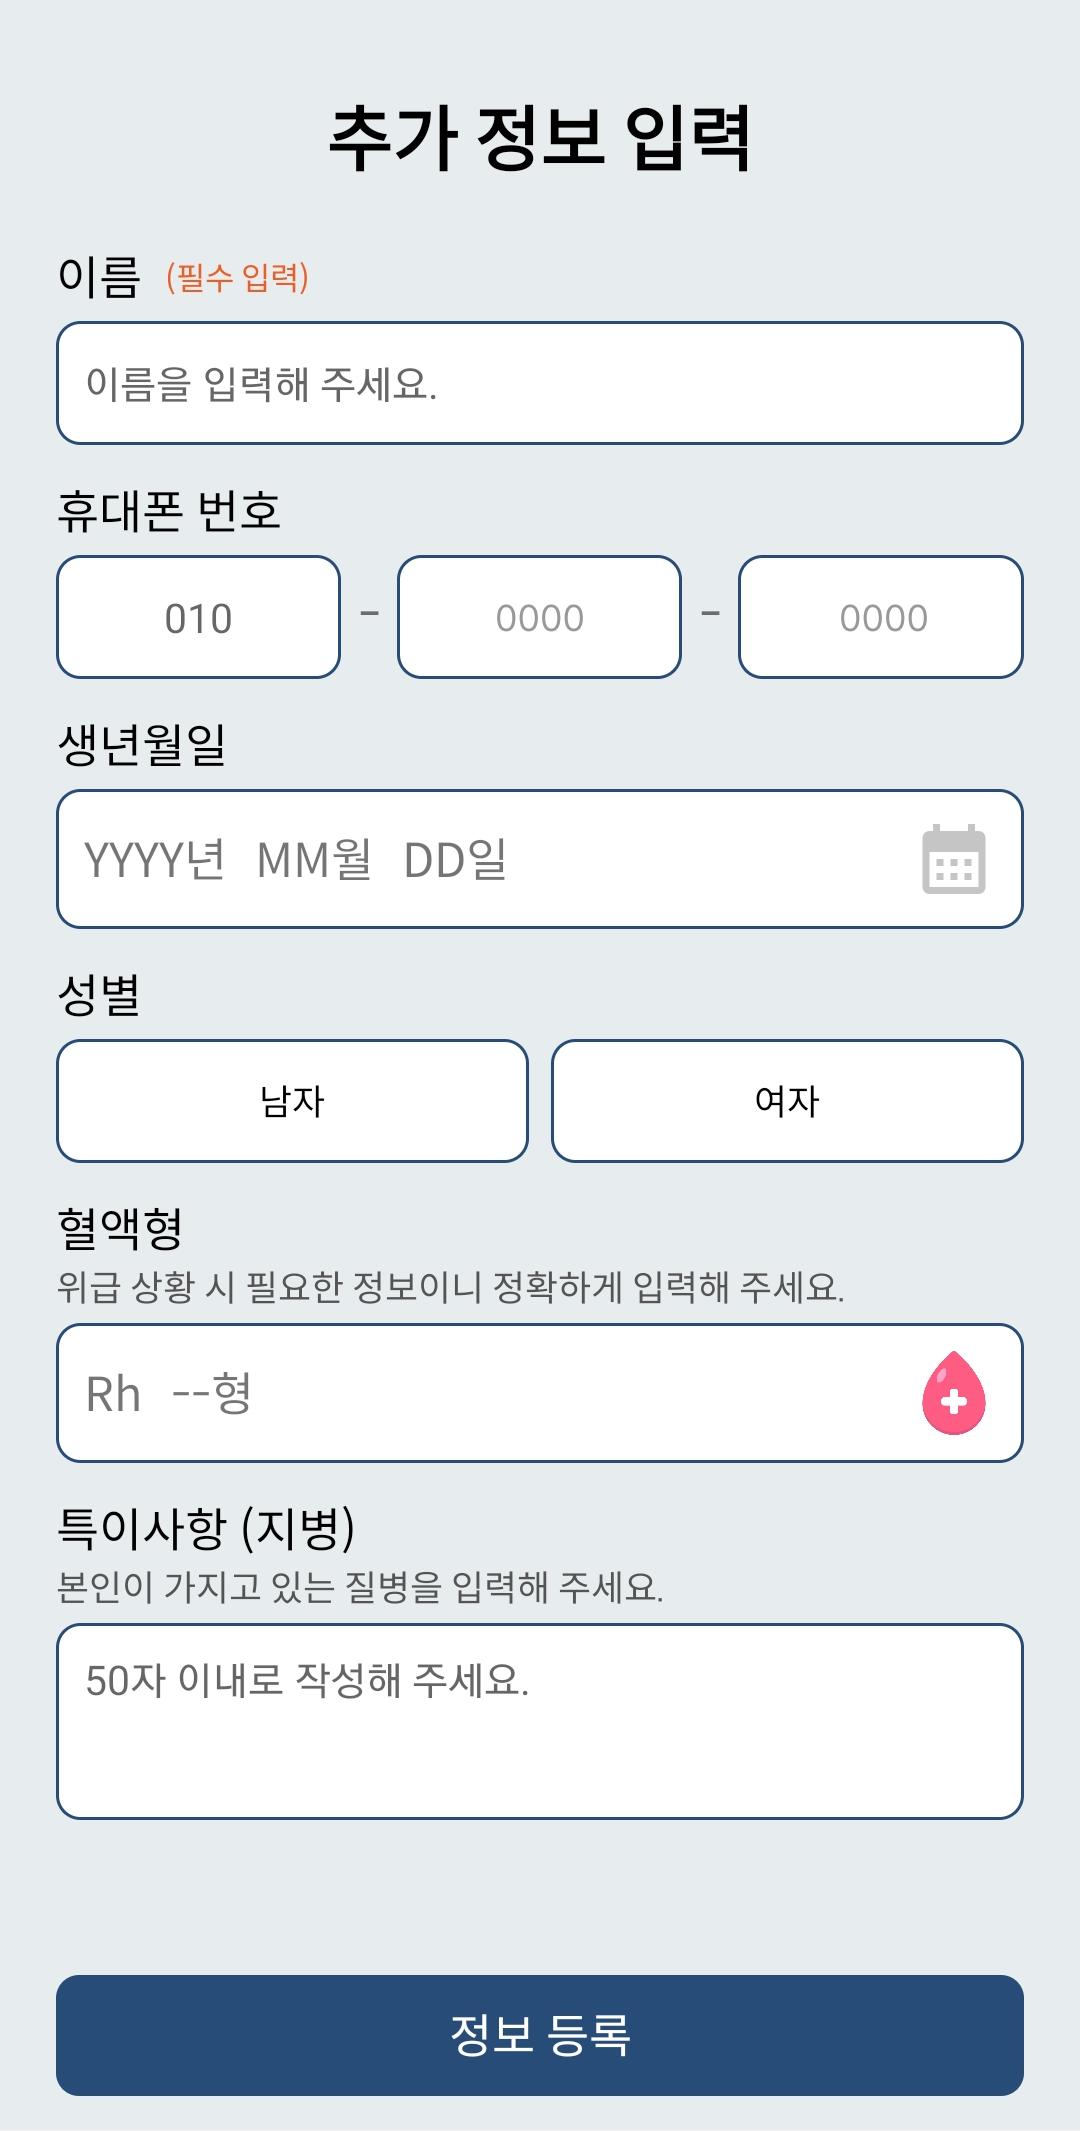 추가 정보 입력
이름 (필수 입력)
이름을 입력해 주세요.
휴대폰 번호
010 - 0000 - 0000
생년월일
YYYY년 MM월 DD일
성별
남자 여자
혈액형
위급 상황 시 필요한 정보이니 정확하게 입력해 주세요.
Rh --형
특이사항 (지병)
본인이 가지고 있는 질병을 입력해 주세요.
50자 이내로 작성해 주세요.
정보 등록